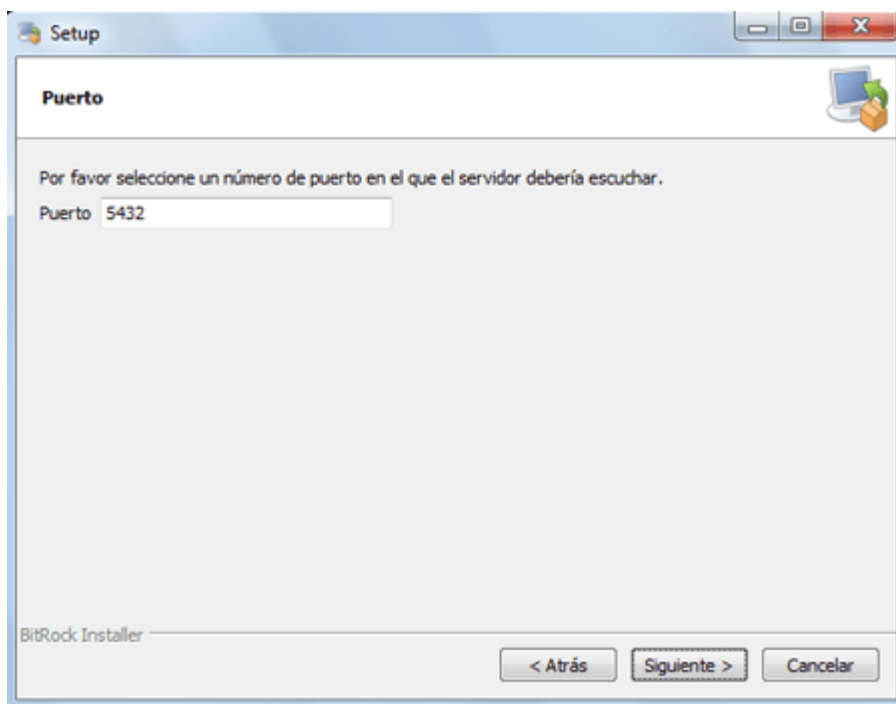 Setup
Puerto
Por favor seleccione un número de puerto en el que el servidor debería escuchar.
Puerto 5432
BitRock Installer
< Atrás Siguiente > Cancelar